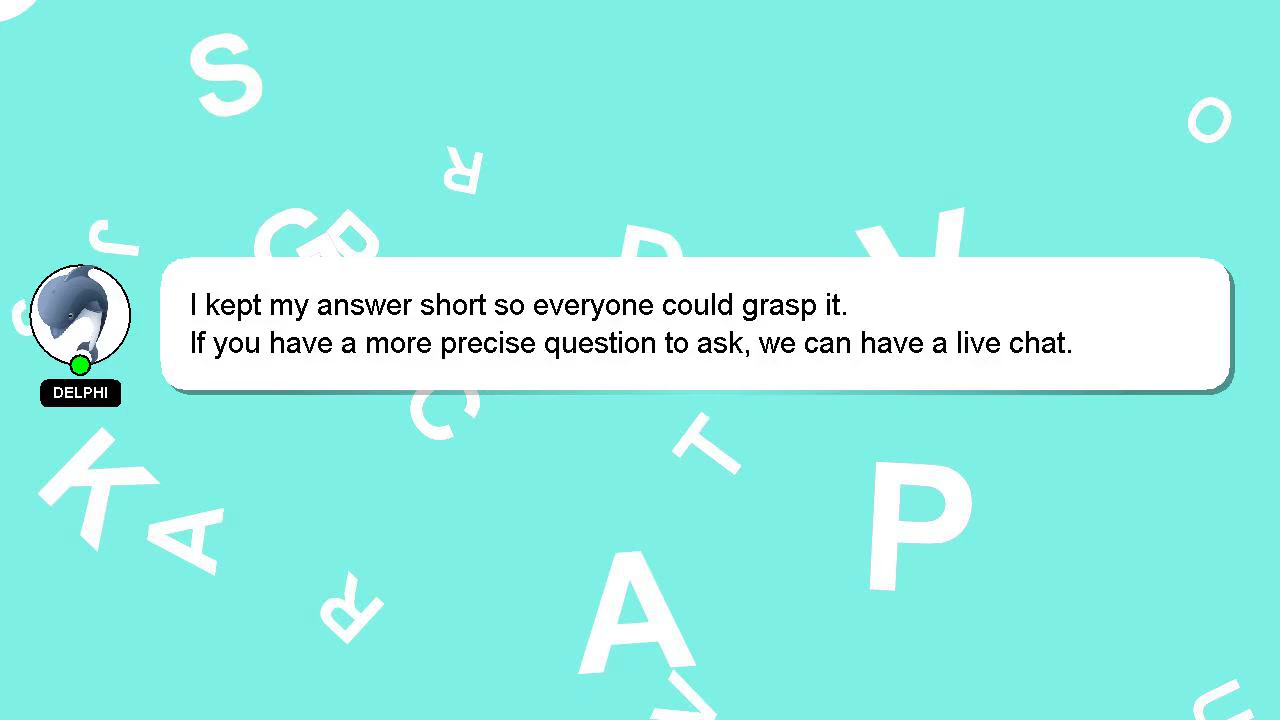 S
O
R
J
G
D
V
I kept my answer short so everyone could grasp it.
If you have a more precise question to ask, we can have a live chat.
DELPHI
C
T
K
P
A
R
A
V
U